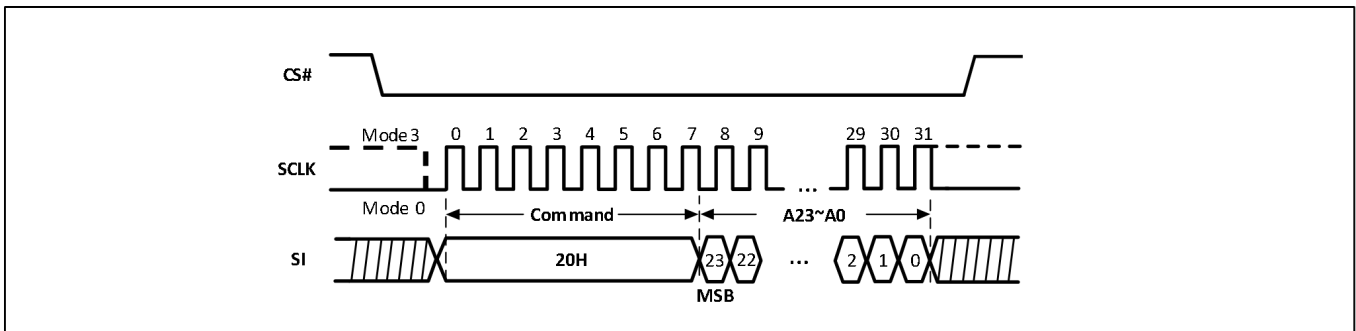 CS#
Mode 3 0 1 2 3 4 5 6 7 8 9 29 30 31
SCLK ...
Mode 0 Command A23~A0
SI 20H 23 22 ... 2 1 0
MSB